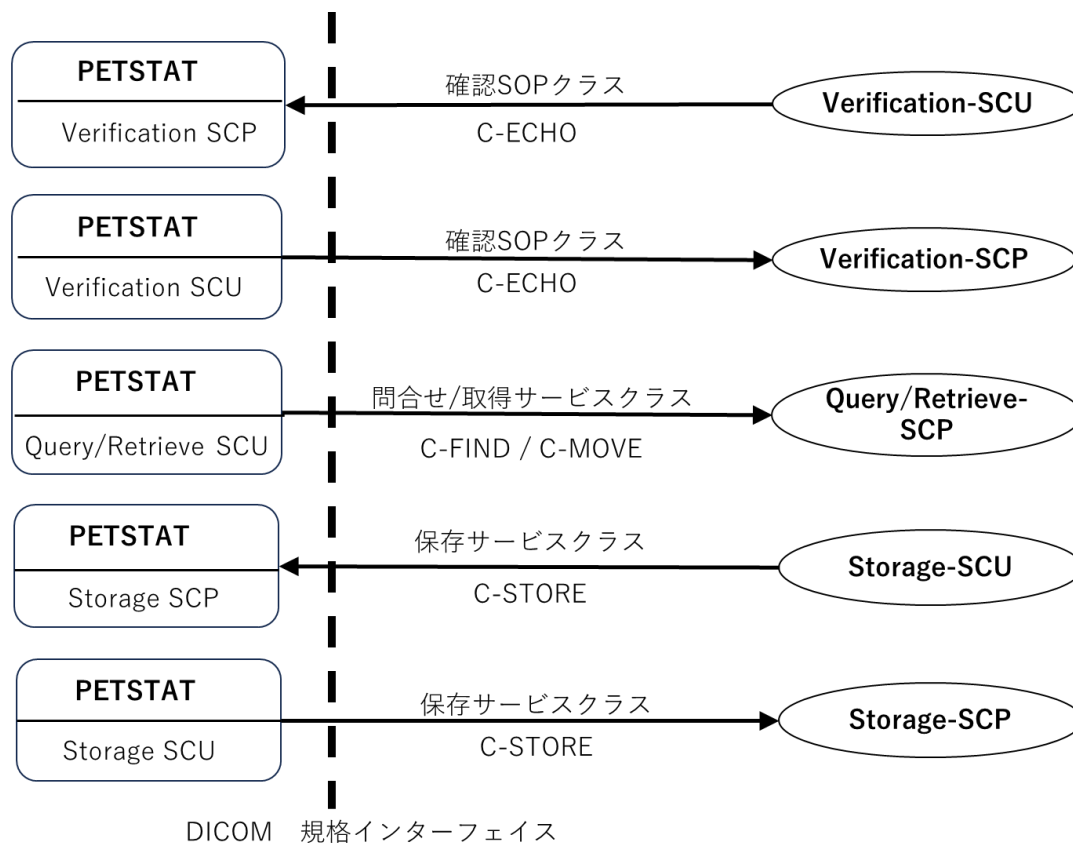 PETSTAT
Verification SCP
確認SOPクラス
C-ECHO
Verification-SCU
PETSTAT
Verification SCU
確認SOPクラス
C-ECHO
Verification-SCP
PETSTAT
Query/Retrieve SCU
問合せ/取得サービスクラス
C-FIND / C-MOVE
Query/Retrieve-
SCP
PETSTAT
Storage SCP
保存サービスクラス
C-STORE
Storage-SCU
PETSTAT
Storage SCU
保存サービスクラス
C-STORE
Storage-SCP
DICOM 規格インターフェイス